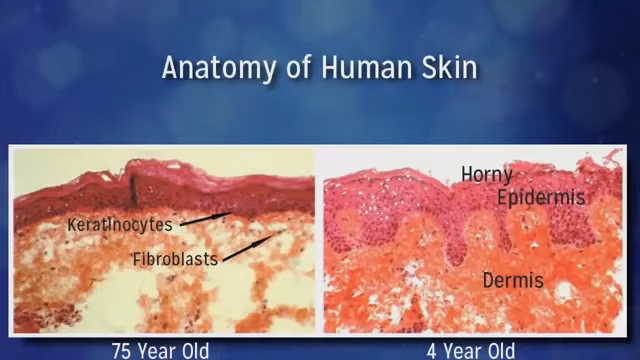 Anatomy of Human Skin
Keratinocytes
Fibroblasts
Horny
Epidermis
Dermis
75 Year Old
4 Year Old